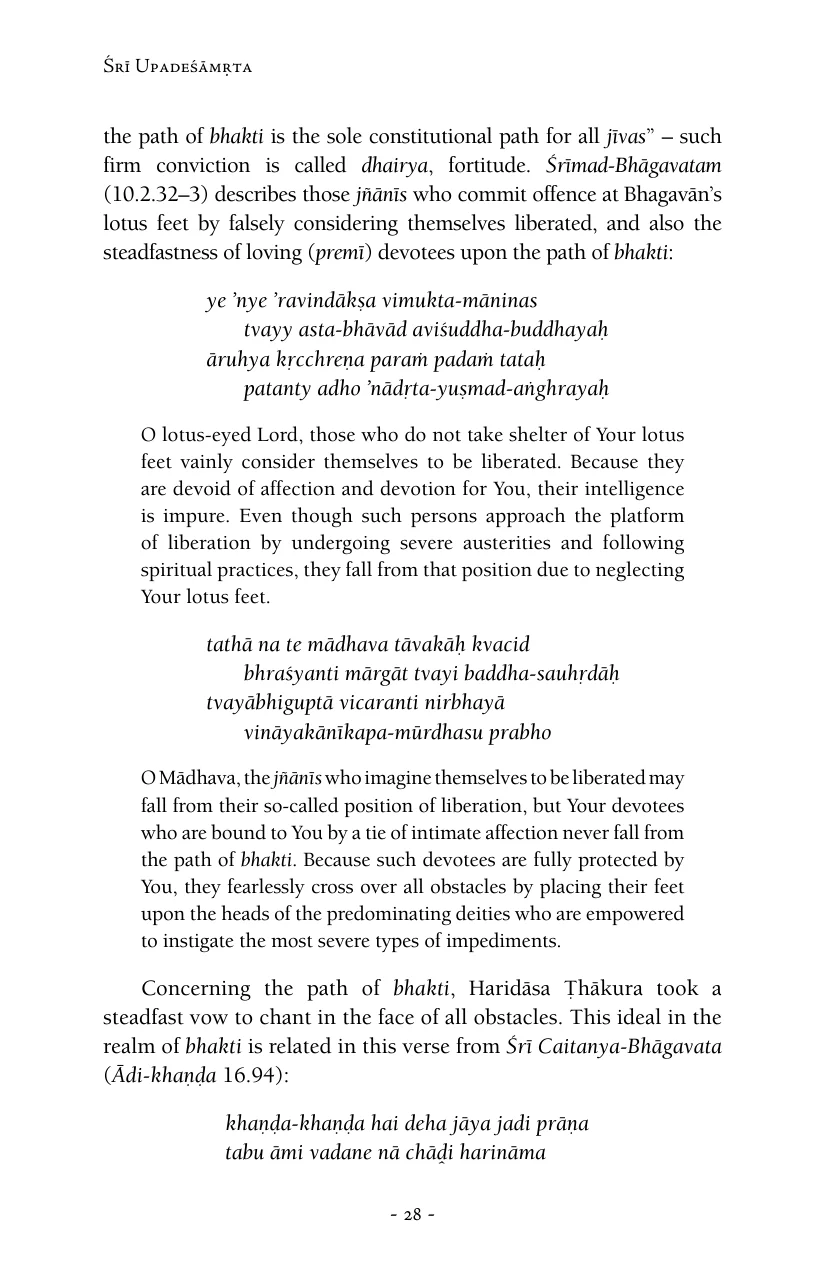 Śrī Upadeśāmṛta
the path of bhakti is the sole constitutional path for all jīvas” – such
firm conviction is called dhairya, fortitude. Śrīmad-Bhāgavatam
(10.2.32–3) describes those jñānīs who commit offence at Bhagavān’s
lotus feet by falsely considering themselves liberated, and also the
steadfastness of loving (premī) devotees upon the path of bhakti:
ye ’nye ’ravindākṣa vimukta-māninas
tvayy asta-bhāvād aviśuddha-buddhayaḥ
āruhya kṛcchreṇa paraṁ padaṁ tataḥ
patanty adho ’nādṛta-yuṣmad-aṅghrayaḥ
O lotus-eyed Lord, those who do not take shelter of Your lotus
feet vainly consider themselves to be liberated. Because they
are devoid of affection and devotion for You, their intelligence
is impure. Even though such persons approach the platform
of liberation by undergoing severe austerities and following
spiritual practices, they fall from that position due to neglecting
Your lotus feet.
tathā na te mādhava tāvakāḥ kvacid
bhraśyanti mārgāt tvayi baddha-sauhṛdāḥ
tvayābhiguptā vicaranti nirbhayā
vināyakānīkapa-mūrdhasu prabho
O Mādhava, the jñānīs who imagine themselves to be liberated may
fall from their so-called position of liberation, but Your devotees
who are bound to You by a tie of intimate affection never fall from
the path of bhakti. Because such devotees are fully protected by
You, they fearlessly cross over all obstacles by placing their feet
upon the heads of the predominating deities who are empowered
to instigate the most severe types of impediments.
Concerning the path of bhakti, Haridāsa Ṭhākura took a
steadfast vow to chant in the face of all obstacles. This ideal in the
realm of bhakti is related in this verse from Śrī Caitanya-Bhāgavata
(Ādi-khaṇḍa 16.94):
khaṇḍa-khaṇḍa hai deha jāya jadi prāṇa
tabu āmi vadane nā chāḓi harināma
- 28 -